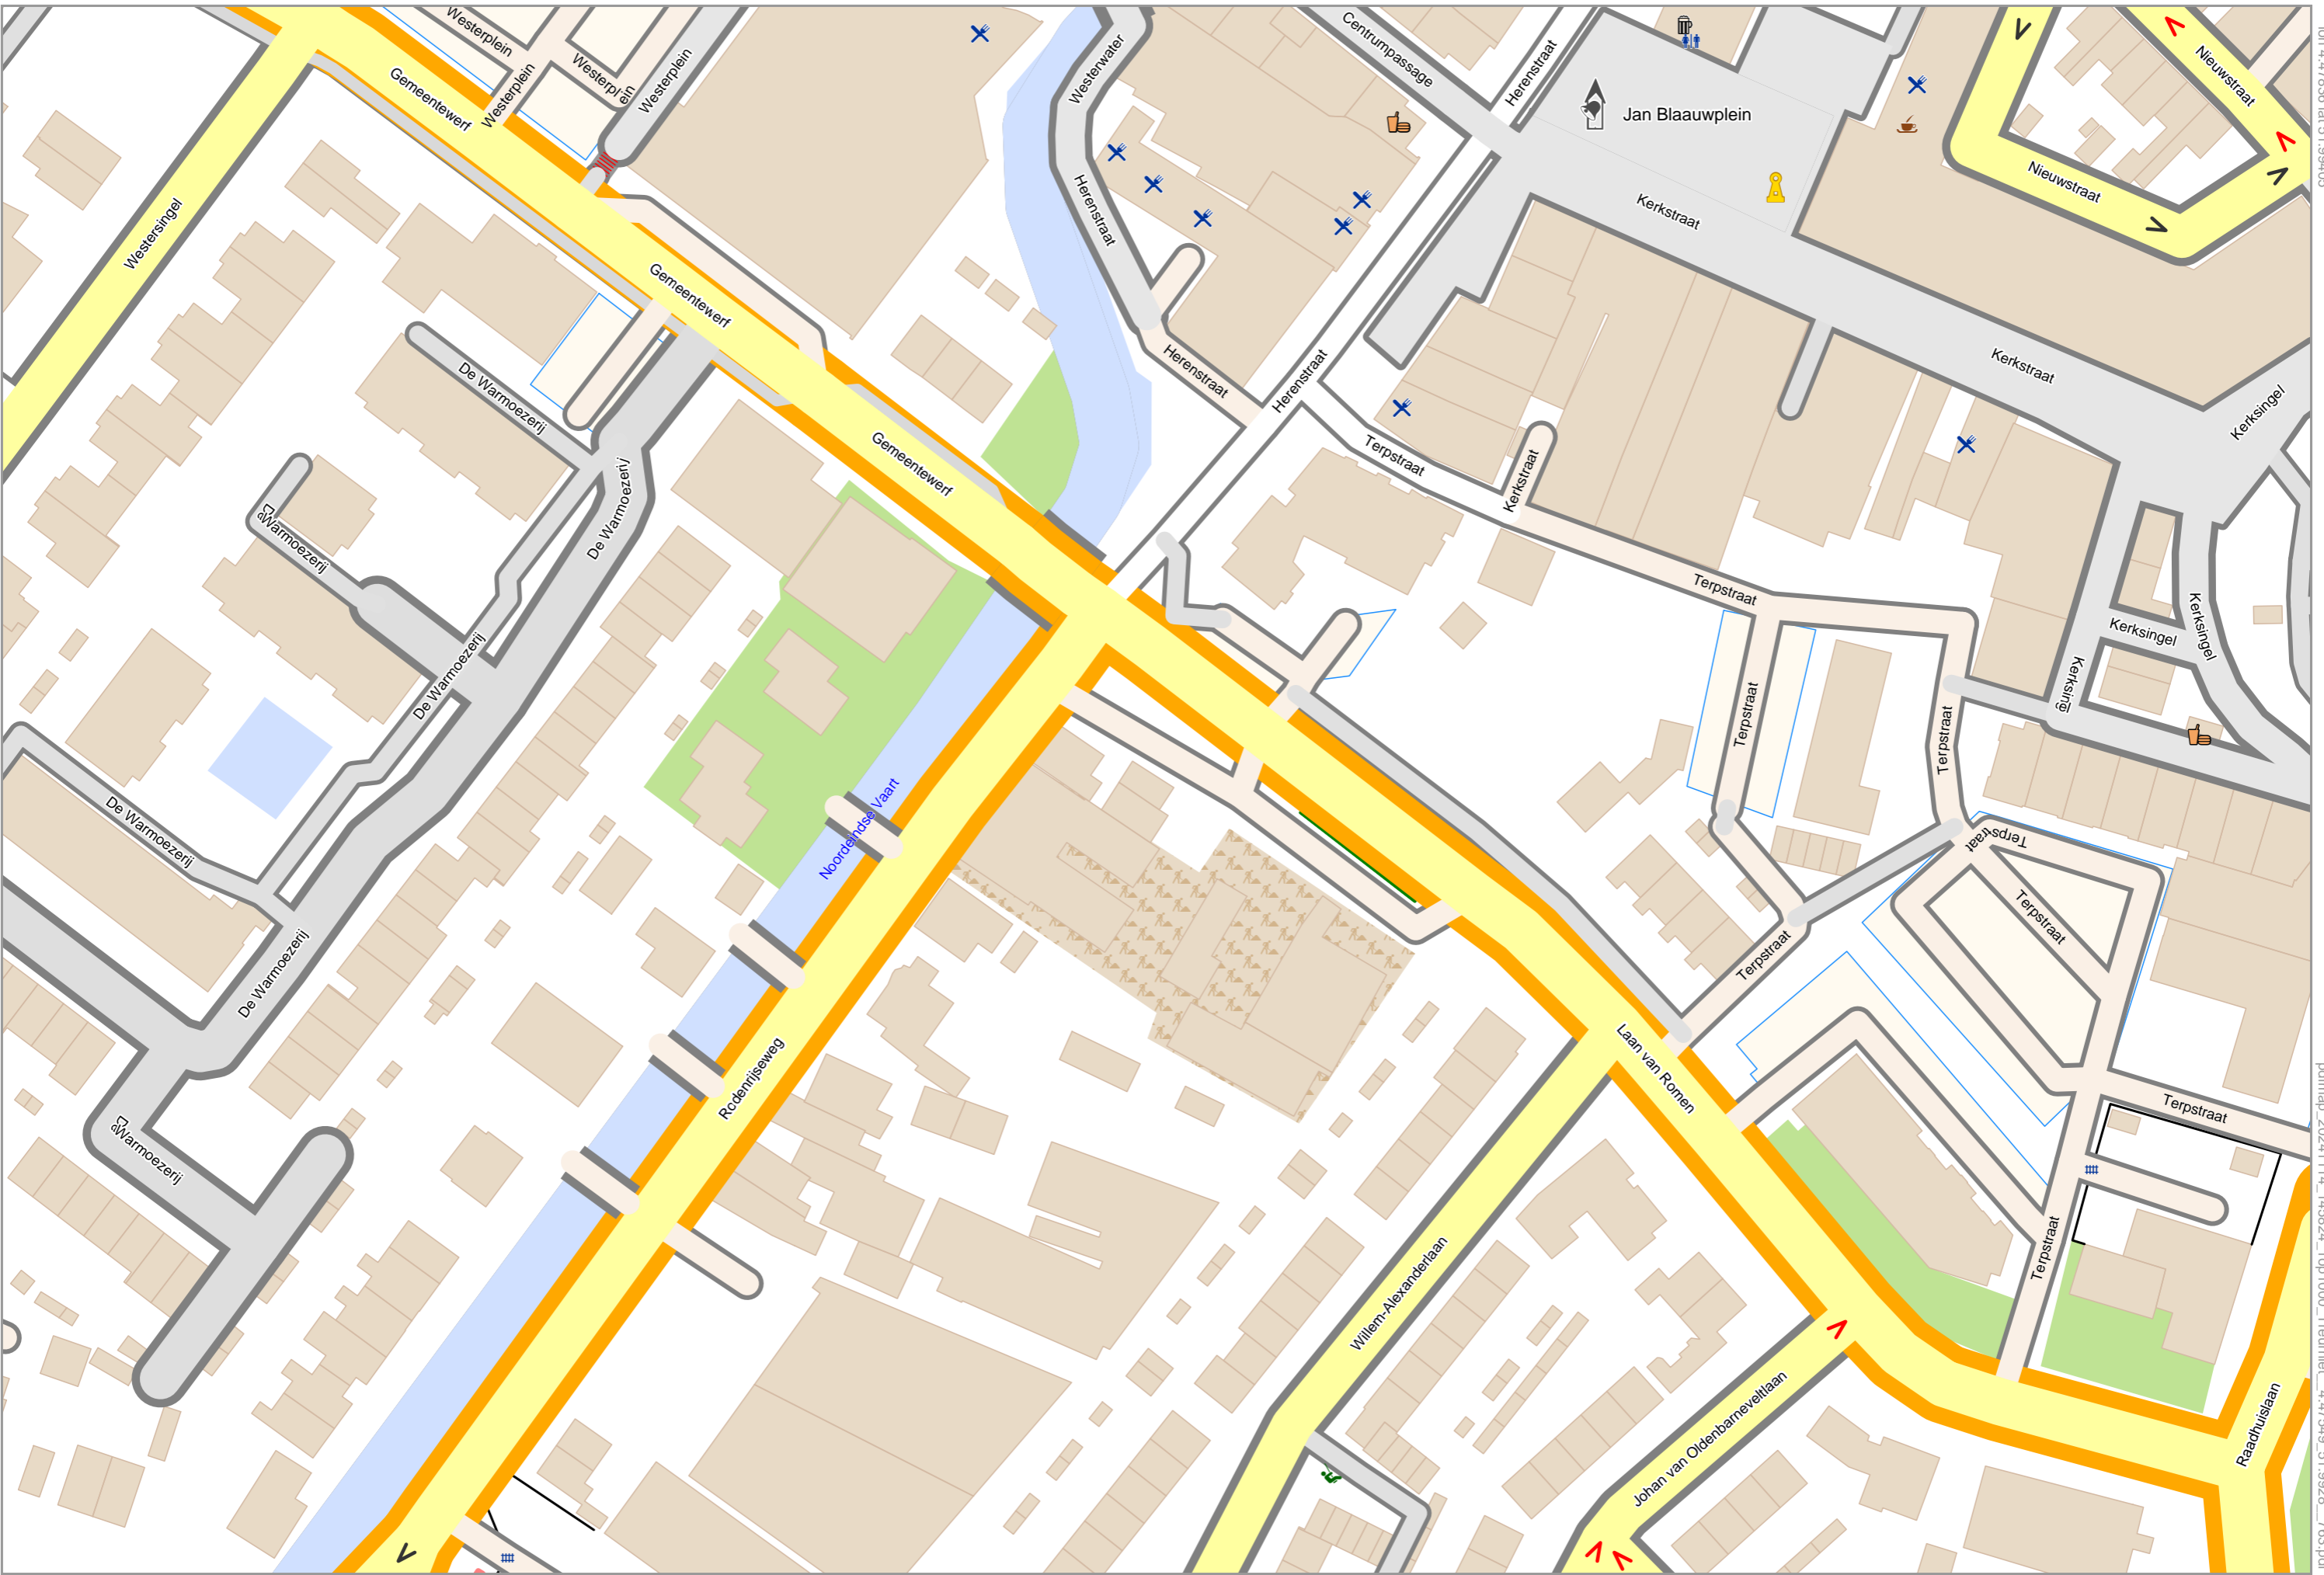 Westerplein
Westerplein
Westerplein
Westerplein
Gemeentewerf
Westersingel
Gemeentewerf
Gemeentewerf
Westerwater
Herenstraat
Herenstraat
Herenstraat
Herenstraat
Centrumpassage
Jan Blaauwplein
Kerkstraat
Kerkstraat
Kerkstraat
Nieuwstraat
Nieuwstraat
Kerksingel
Kerksingel
Kerksingel
Kerksingel
Terpstraat
Terpstraat
Terpstraat
Terpstraat
Terpstraat
Terpstraat
Terpstraat
Terpstraat
Terpstraat
De Warmoezerij
De Warmoezerij
De Warmoezerij
De Warmoezerij
De Warmoezerij
De Warmoezerij
De Warmoezerij
Noordeindse Vaart
Rodenrijseweg
Laan van Romen
Willem-Alexanderlaan
Johan van Oldenbarneveltlaan
Raadhuislaan